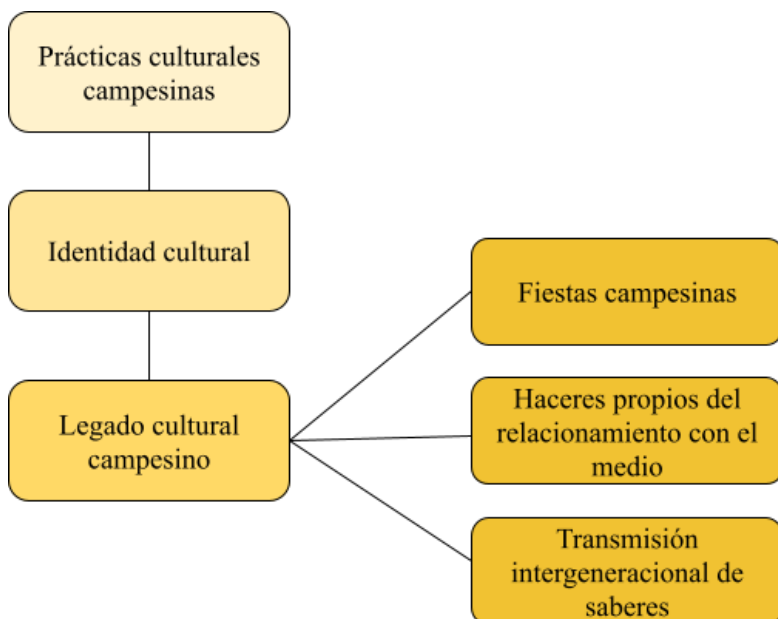 Prácticas culturales
campesinas
Identidad cultural
Legado cultural
campesino
Fiestas campesinas
Haceres propios del
relacionamiento con el
medio
Transmisión
intergeneracional de
saberes